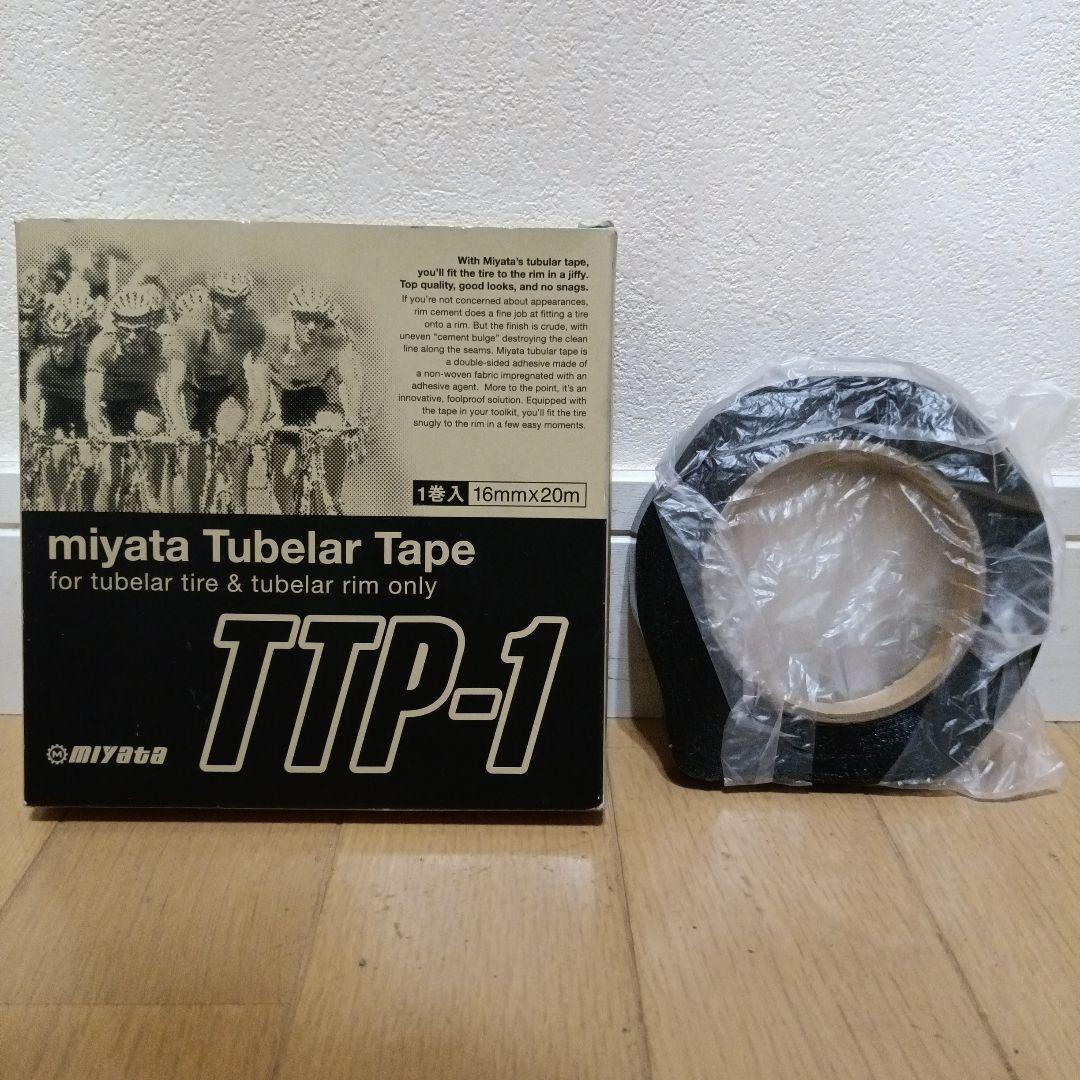 With Miyata's tubular tape,
you'll fit the tire to the rim in a jiffy.
Top quality, good looks, and no snags.
If you're not concerned about appearances,
rim cement does a fine job at fitting a tire
onto a rim. But the finish is crude, with
uneven "cement bulge" destroying the clean
line along the seams. Miyata tubular tape is
a double-sided adhesive made of
a non-woven fabric impregnated with an
adhesive agent. More to the point, it's an
innovative, foolproof solution. Equipped with
the tape in your toolkit, you'll fit the tire
snugly to the rim in a few easy moments.
1巻入 16mmx20m
miyata Tubelar Tape
for tubelar tire & tubelar rim only
TTP-1
M miyata